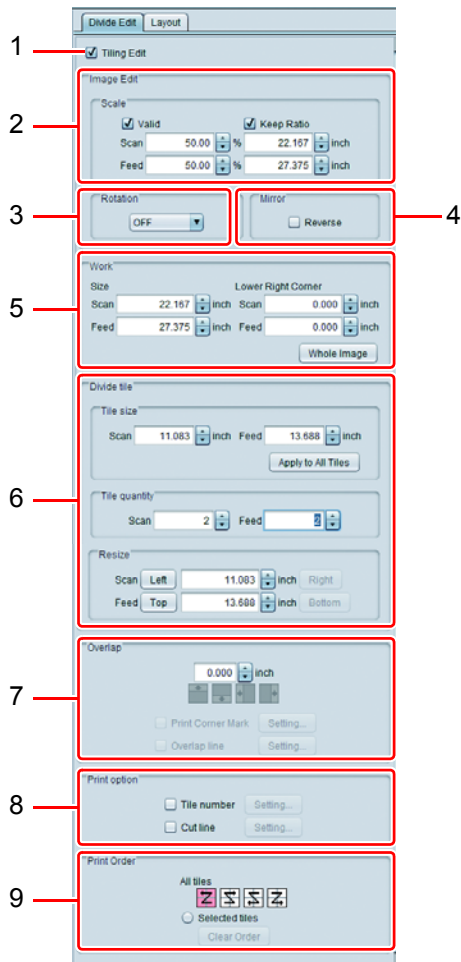 Divide Edit Layout
1 Tiling Edit
Image Edit
2 Scale
Valid Keep Ratio
Scan 50.00 % 22.167 inch
Feed 50.00 % 27.375 inch
3 Rotation Mirror 4
OFF Reverse
Work
Size Lower Right Corner
5 Scan 22.167 inch Scan 0.000 inch
Feed 27.375 inch Feed 0.000 inch
Whole Image
Divide tile
Tile size
Scan 11.083 inch Feed 13.688 inch
Apply to All Tiles
6 Tile quantity
Scan 2 Feed 2
Resize
Scan Left 11.083 inch Right
Feed Top 13.688 inch Bottom
Overlap
7 0.000 inch
Print Corner Mark Setting...
Overlap line Setting...
Print option
8 Tile number Setting...
Cut line Setting...
Print Order
9 All tiles
Selected tiles
Clear Order